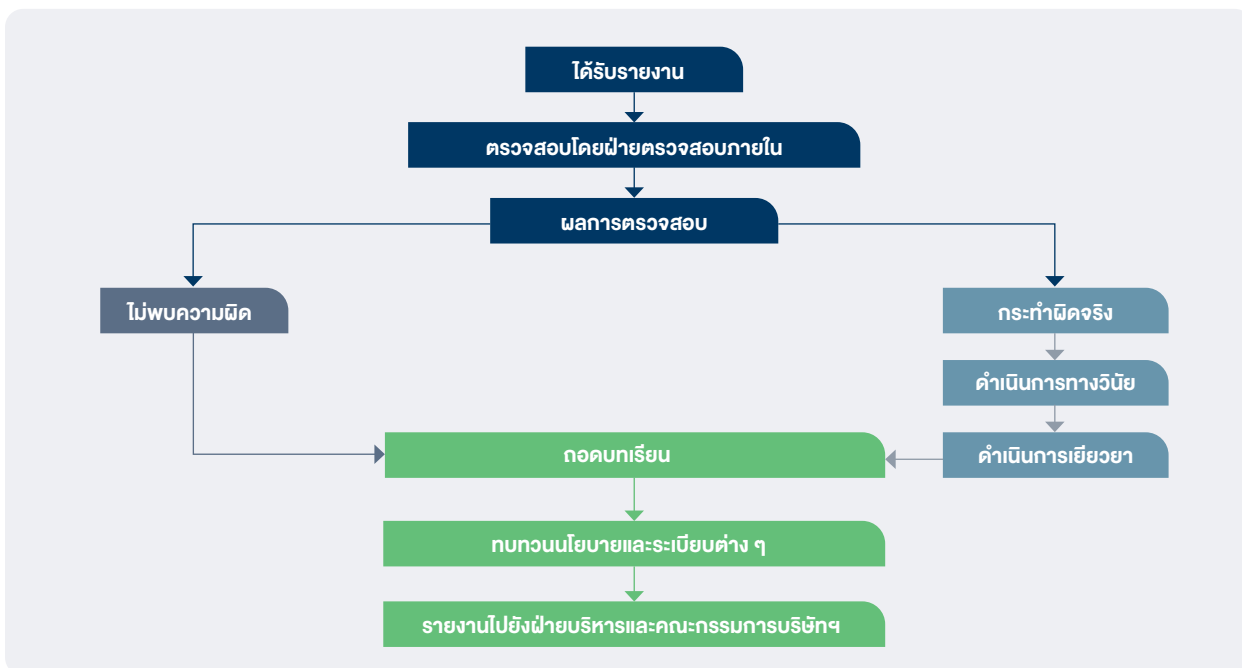 ได้รับรายงาน
ตรวจสอบโดยฝ่ายตรวจสอบภายใน
ผลการตรวจสอบ
ไม่พบความผิด
กระทำผิดจริง
ดำเนินการทางวินัย
ดำเนินการเยียวยา
ถอดบทเรียน
ทบทวนนโยบายและระเบียบต่าง ๆ
รายงานไปยังฝ่ายบริหารและคณะกรรมการบริษัทฯ